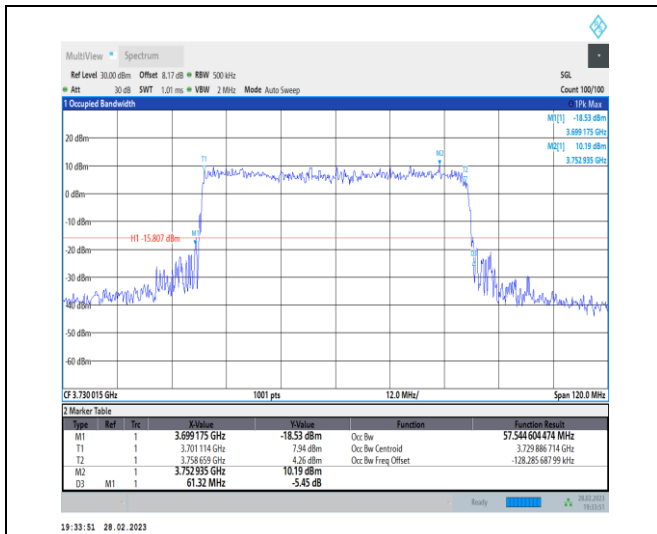 MultiView Spectrum
Ref Level 30.00 dBm Offset 8.17 dB RBW 500 kHz SGL
Att 30 dB SWT 1.01 ms VBW 2 MHz Mode Auto Sweep Count 100/100
1 Occupied Bandwidth 1Pk Max
M1[1] -18.53 dBm
3.699 175 GHz
M2[1] 10.19 dBm
3.752 935 GHz
20 dBm
10 dBm
0 dBm
-10 dBm
-20 dBm
-30 dBm
-40 dBm
-50 dBm
-60 dBm
T1
M2
T2
H1 -15.807 dBm
M1
D3
CF 3.730 015 GHz 1001 pts 12.0 MHz/ Span 120.0 MHz
2 Marker Table
Type Ref Trc X-Value Y-Value Function Function Result
M1 1 3.699 175 GHz -18.53 dBm Occ Bw 57.544 604 474 MHz
T1 1 3.701 114 GHz 7.94 dBm Occ Bw Centroid 3.729 886 714 GHz
T2 1 3.758 659 GHz 4.26 dBm Occ Bw Freq Offset -128.285 687 99 kHz
M2 1 3.752 935 GHz 10.19 dBm
D3 M1 1 61.32 MHz -5.45 dB
Ready 28.02.2023
19:33:51
19:33:51 28.02.2023